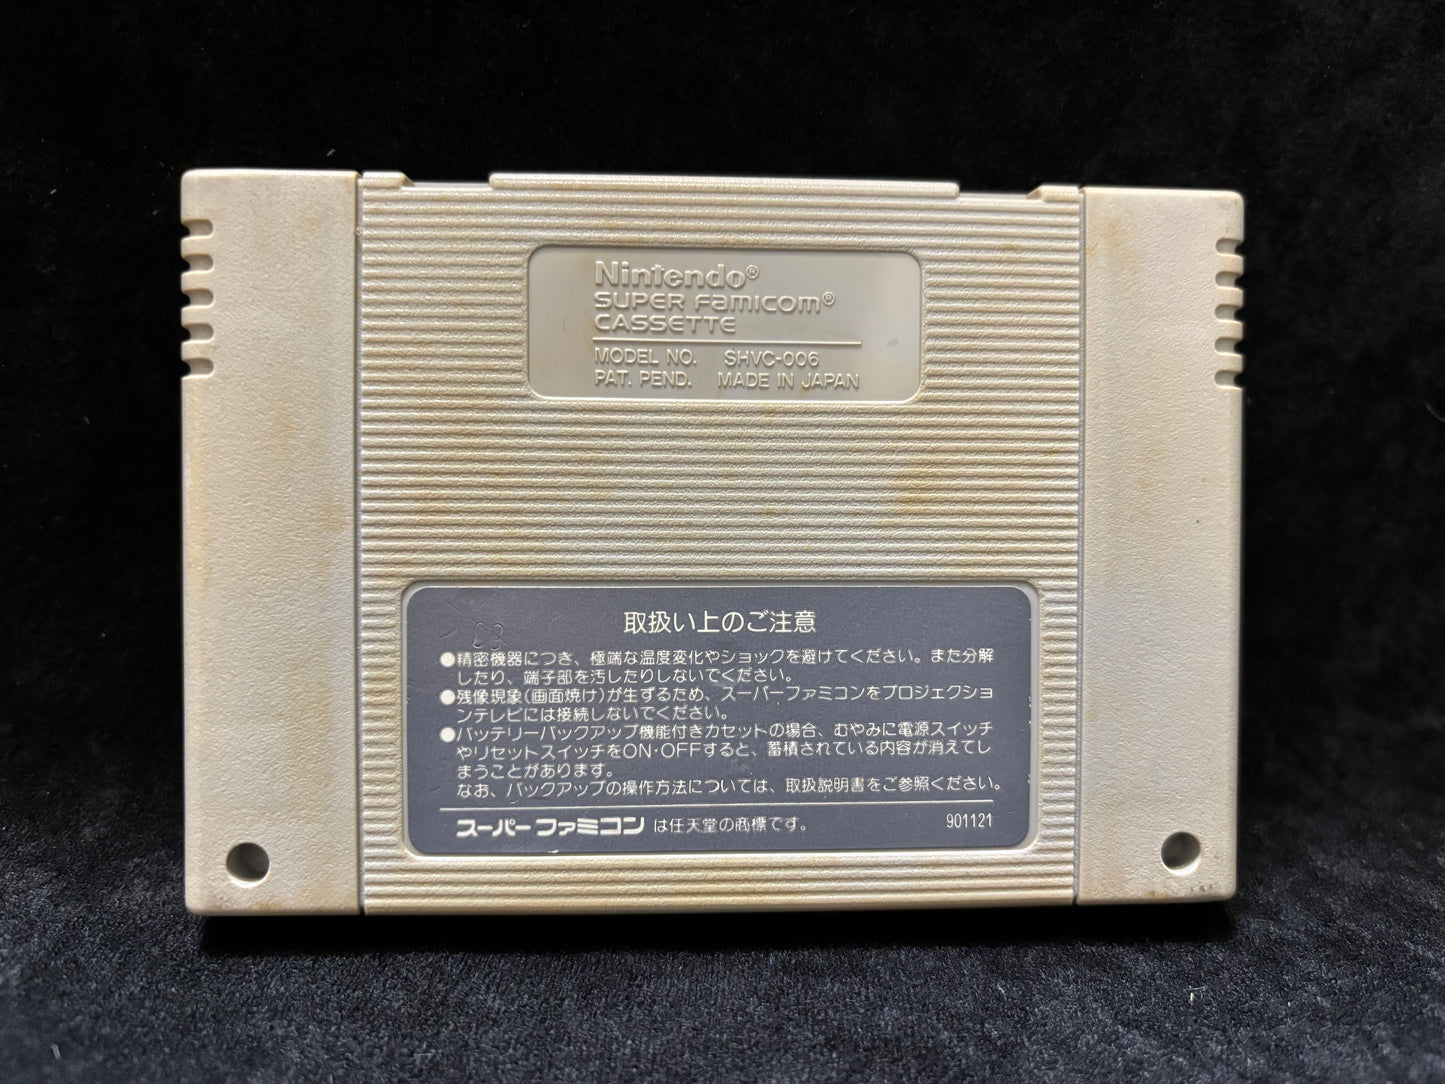 Nintendo®
SUPER FAMICOM®
CASSETTE
MODEL NO. SHVC-006
PAT. PEND. MADE IN JAPAN
取扱い上のご注意
●精密機器につき、極端な温度変化やショックを避けてください。また分解
したり、端子部を汚したりしないでください。
●残像現象(画面焼け)が生ずるため、スーパーファミコンをプロジェクショ
ンテレビには接続しないでください。
●バッテリーバックアップ機能付きカセットの場合、むやみに電源スイッチ
やリセットスイッチをON・OFFすると、蓄積されている内容が消えてし
まうことがあります。
なお、バックアップの操作方法については、取扱説明書をご参照ください。
スーパーファミコン は任天堂の商標です。 901121